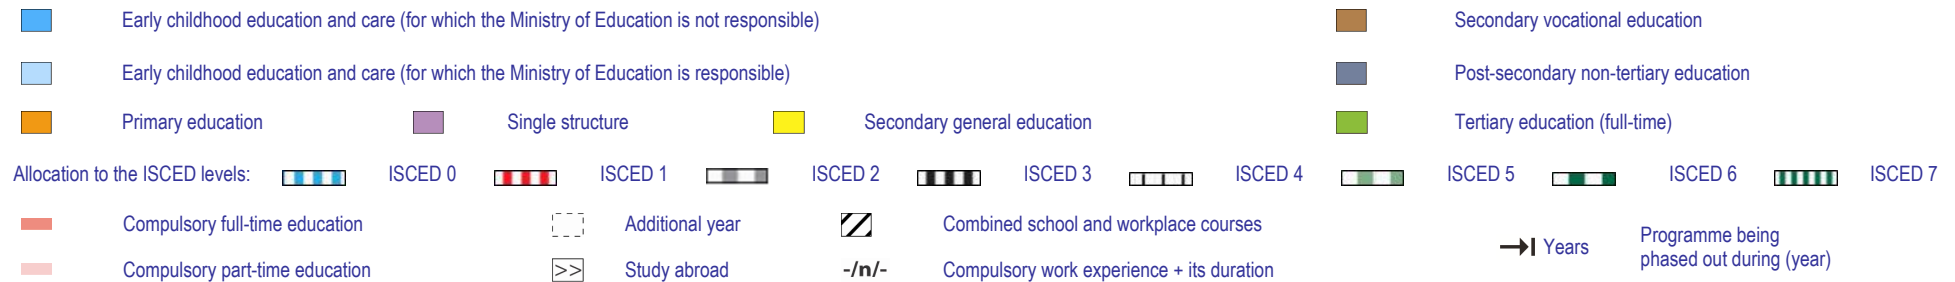 Early childhood education and care (for which the Ministry of Education is not responsible) Secondary vocational education
Early childhood education and care (for which the Ministry of Education is responsible) Post-secondary non-tertiary education
Primary education Single structure Secondary general education Tertiary education (full-time)
Allocation to the ISCED levels: ISCED 0 ISCED 1 ISCED 2 ISCED 3 ISCED 4 ISCED 5 ISCED 6 ISCED 7
Compulsory full-time education Additional year Combined school and workplace courses
Compulsory part-time education >> Study abroad -/n/- Compulsory work experience + its duration
Years Programme being
phased out during (year)